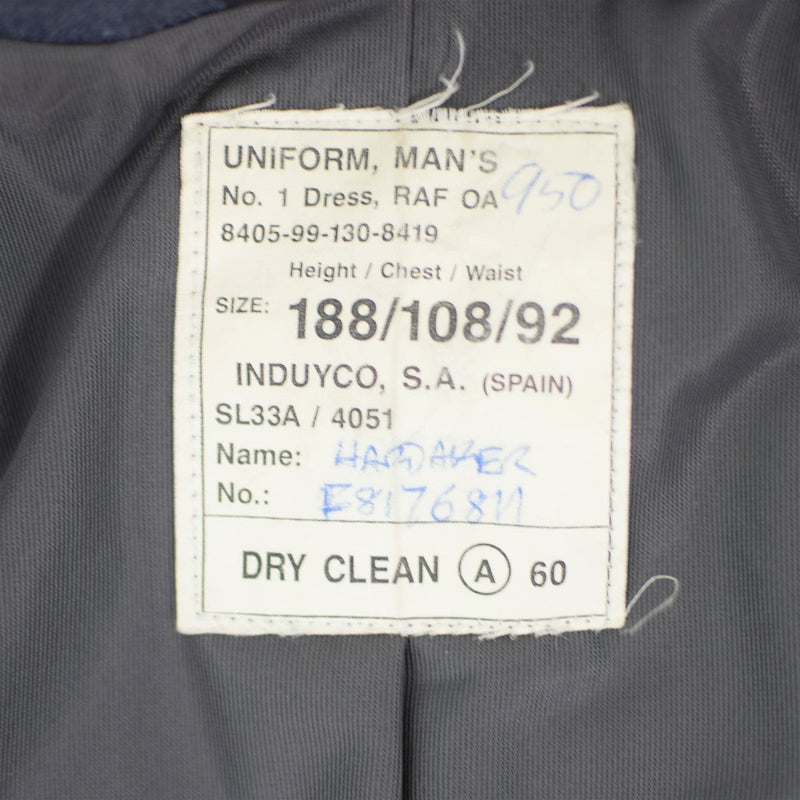 UNIFORM, MAN'S
No. 1 Dress, RAF OA 950
8405-99-130-8419
Height / Chest / Waist
SIZE: 188/108/92
INDUYCO, S.A. (SPAIN)
SL33A / 4051
Name: HARDAKER
No.:
DRY CLEAN A 60